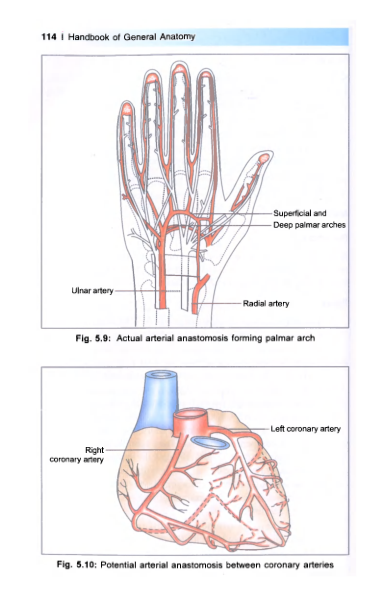 114 | Handbook of General Anatomy
Superficial and
Deep palmar arches
Ulnar artery
Radial artery
Fig. 5.9: Actual arterial anastomosis forming palmar arch
Left coronary artery
Right
coronary artery
Fig. 5.10: Potential arterial anastomosis between coronary arteries